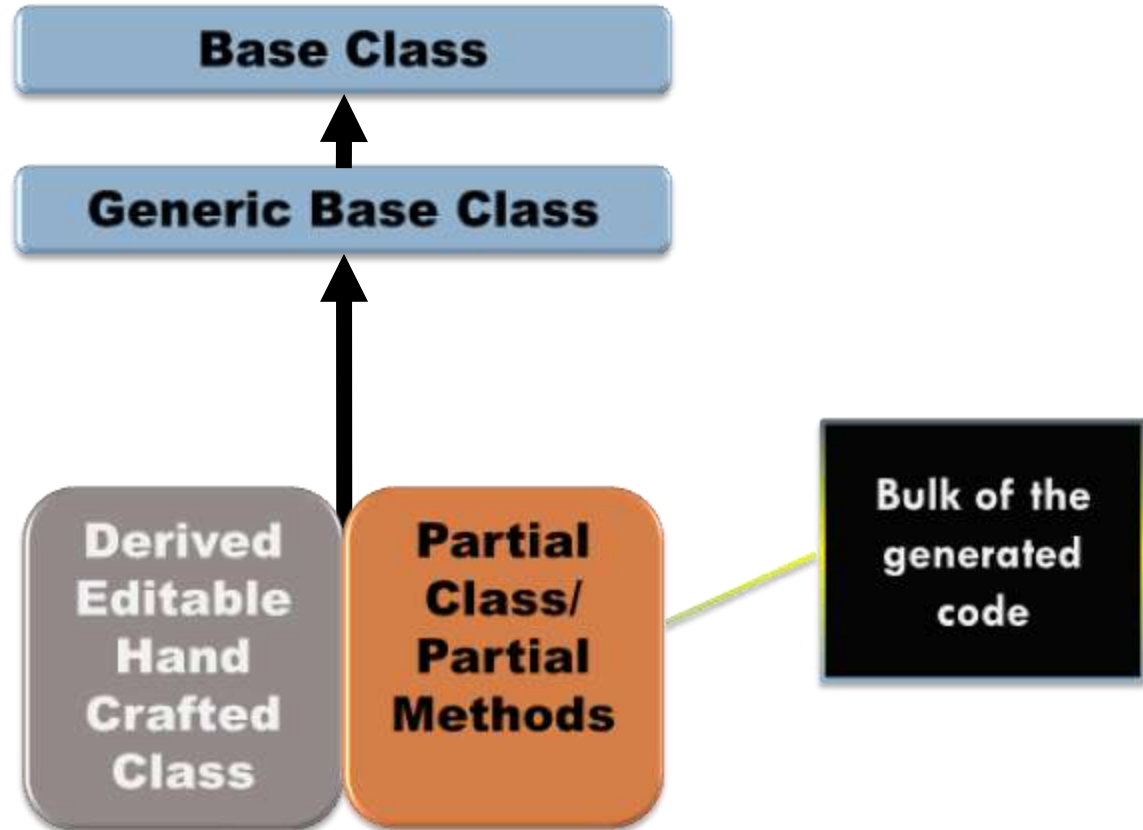 Base Class
Generic Base Class
Derived
Editable
Hand
Crafted
Class
Partial
Class/
Partial
Methods
Bulk of the
generated
code